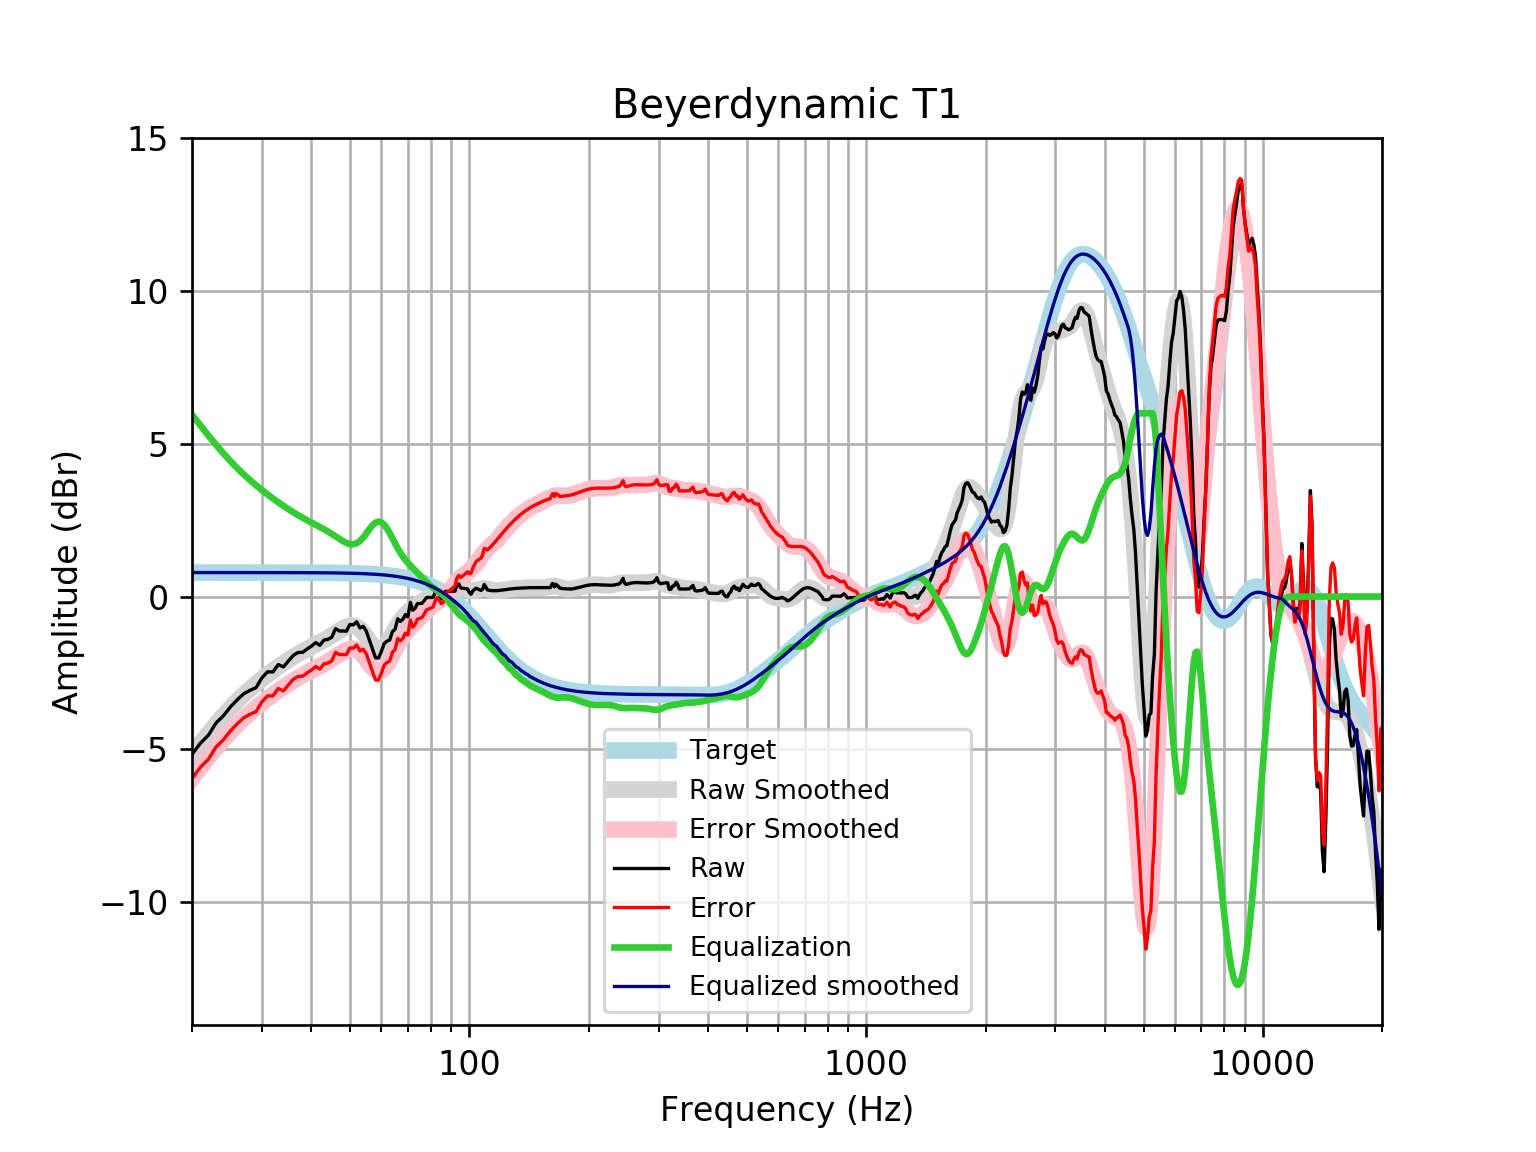 Beyerdynamic T1
15
10
5
0
−5
−10
Amplitude (dBr)
Target
Raw Smoothed
Error Smoothed
Raw
Error
Equalization
Equalized smoothed
100
1000
10000
Frequency (Hz)